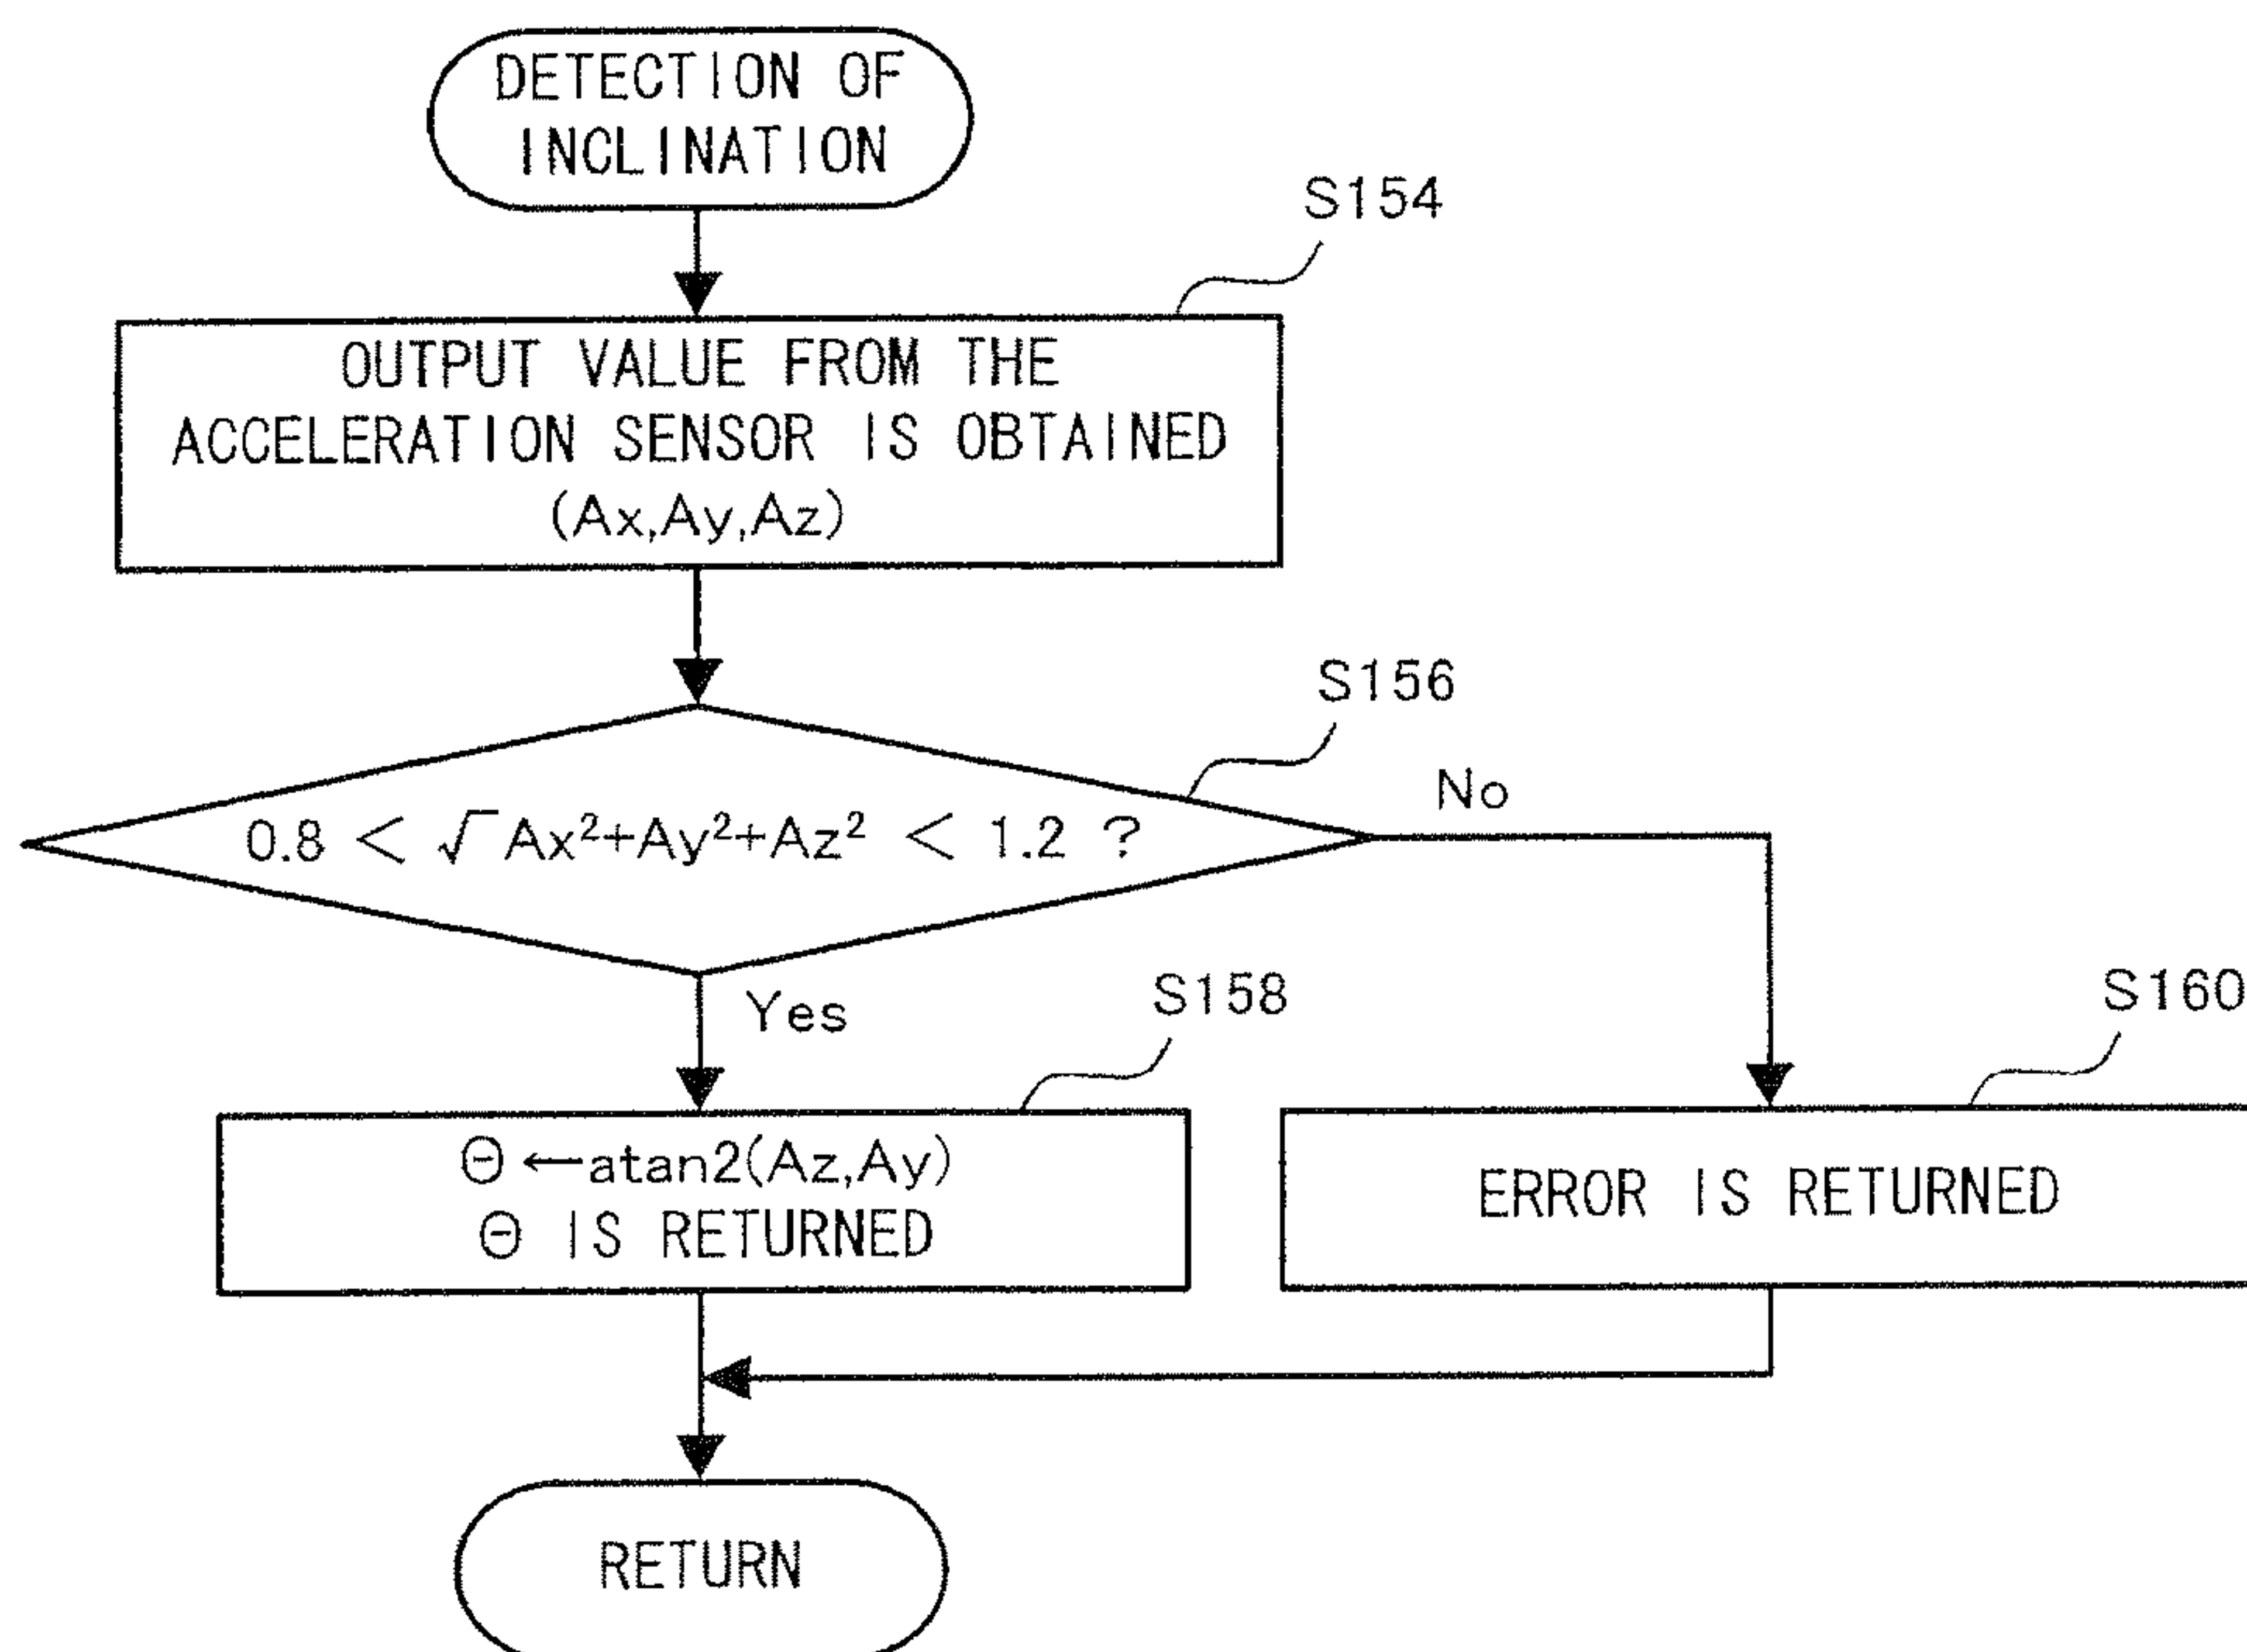 DETECTION OF
INCLINATION
S154
OUTPUT VALUE FROM THE
ACCELERATION SENSOR IS OBTAINED
(Ax,Ay,Az)
S156
0.8 < √Ax²+Ay²+Az² < 1.2 ?
No
Yes
S158
S160
Θ←atan2(Az,Ay)
Θ IS RETURNED
ERROR IS RETURNED
RETURN